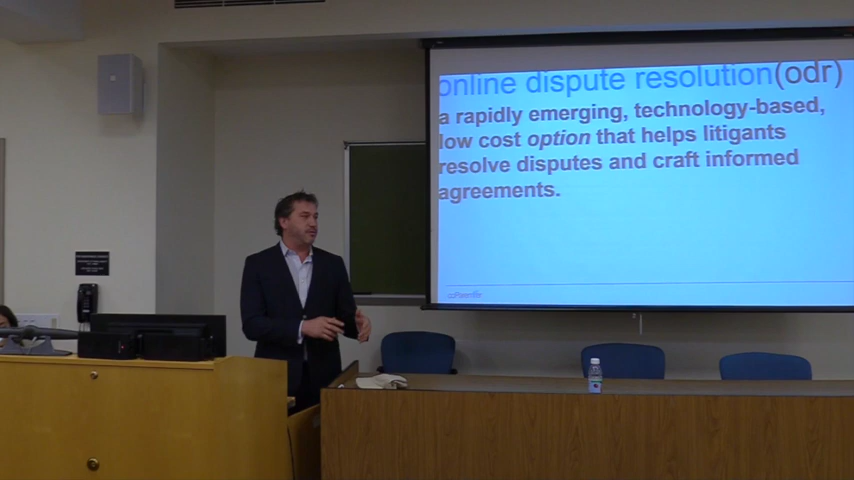 online dispute resolution(odr)
a rapidly emerging, technology-based,
low cost option that helps litigants
resolve disputes and craft informed
agreements.